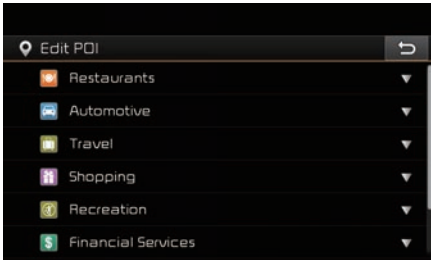 Edit POI
Restaurants
Automotive
Travel
Shopping
Recreation
Financial Services